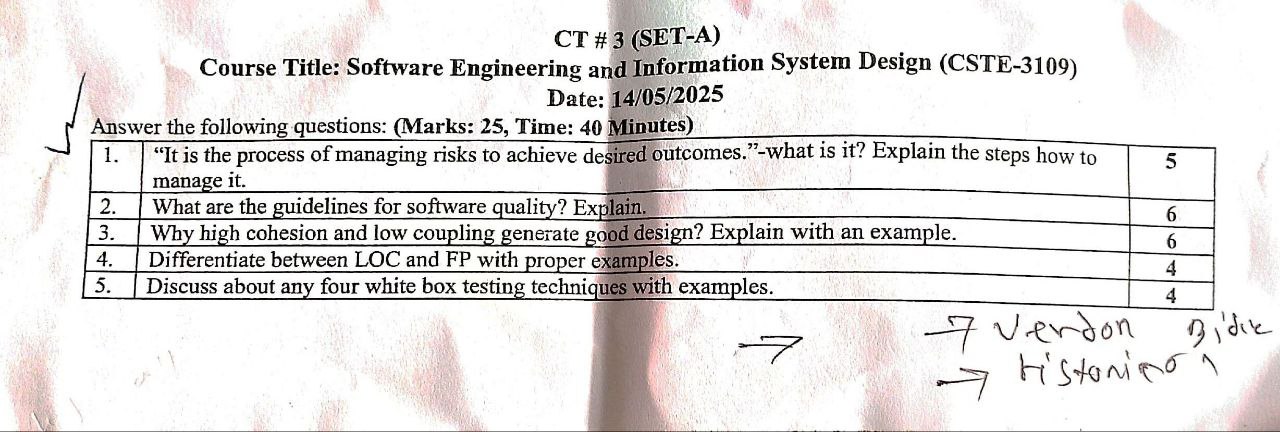 CT # 3 (SET-A)
Course Title: Software Engineering and Information System Design (CSTE-3109)
Date: 14/05/2025
Answer the following questions: (Marks: 25, Time: 40 Minutes)
1. “It is the process of managing risks to achieve desired outcomes.”-what is it? Explain the steps how to 5
manage it.
2. What are the guidelines for software quality? Explain. 6
3. Why high cohesion and low coupling generate good design? Explain with an example. 6
4. Differentiate between LOC and FP with proper examples. 4
5. Discuss about any four white box testing techniques with examples. 4